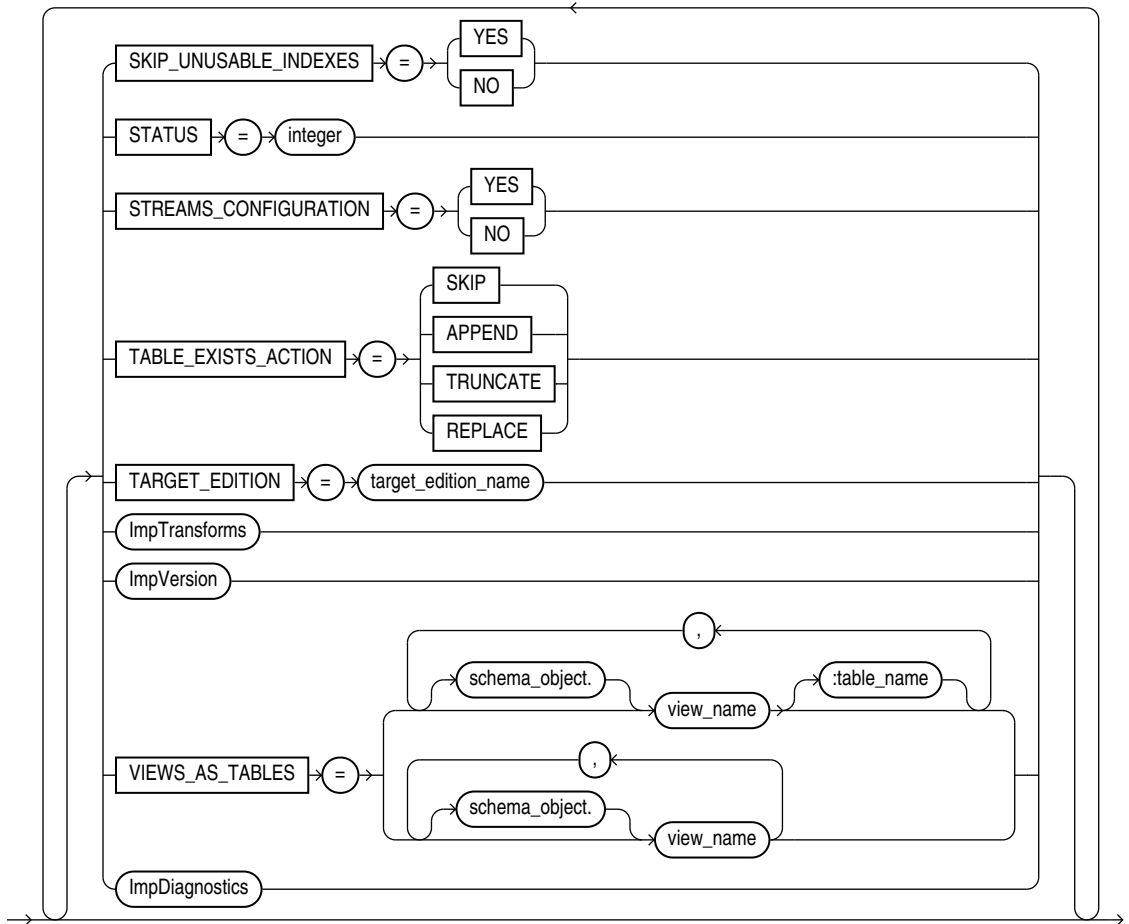 YES
SKIP_UNUSABLE_INDEXES =
NO
STATUS = integer
YES
STREAMS_CONFIGURATION =
NO
SKIP
APPEND
TABLE_EXISTS_ACTION =
TRUNCATE
REPLACE
TARGET_EDITION = target_edition_name
ImpTransforms
ImpVersion
,
schema_object. :table_name
view_name
,
VIEWS_AS_TABLES =
schema_object.
view_name
ImpDiagnostics